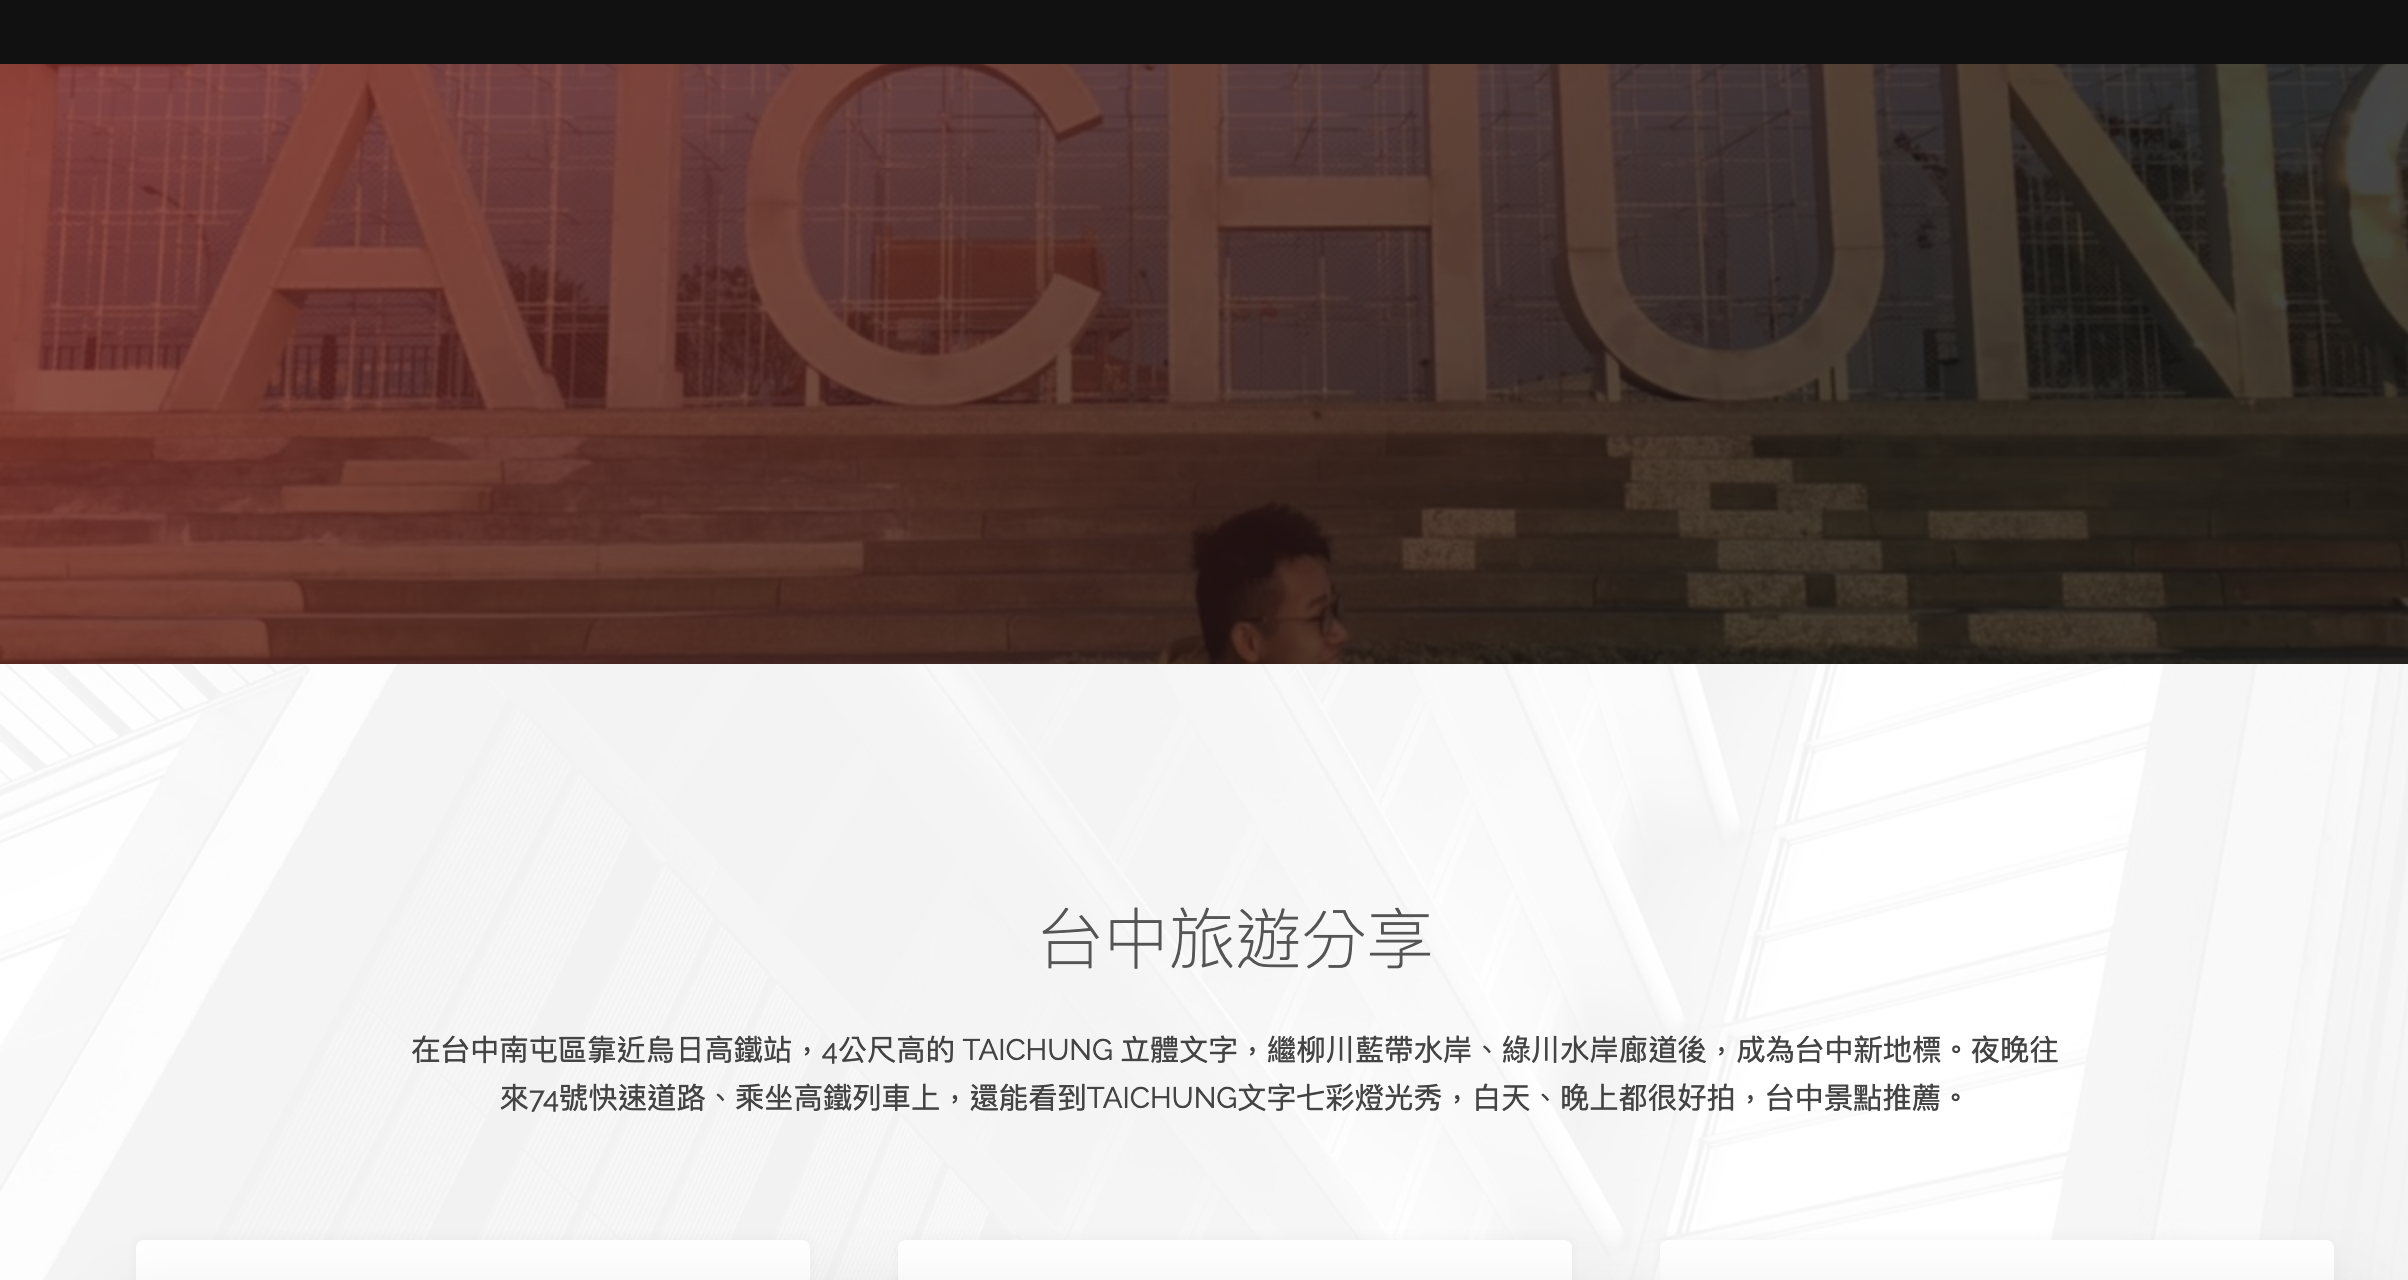 TAICHUNG
台中旅遊分享
在台中南屯區靠近烏日高鐵站，4公尺高的 TAICHUNG 立體文字，繼柳川藍帶水岸、綠川水岸廊道後，成為台中新地標。夜晚往
來74號快速道路、乘坐高鐵列車上，還能看到TAICHUNG文字七彩燈光秀，白天、晚上都很好拍，台中景點推薦。